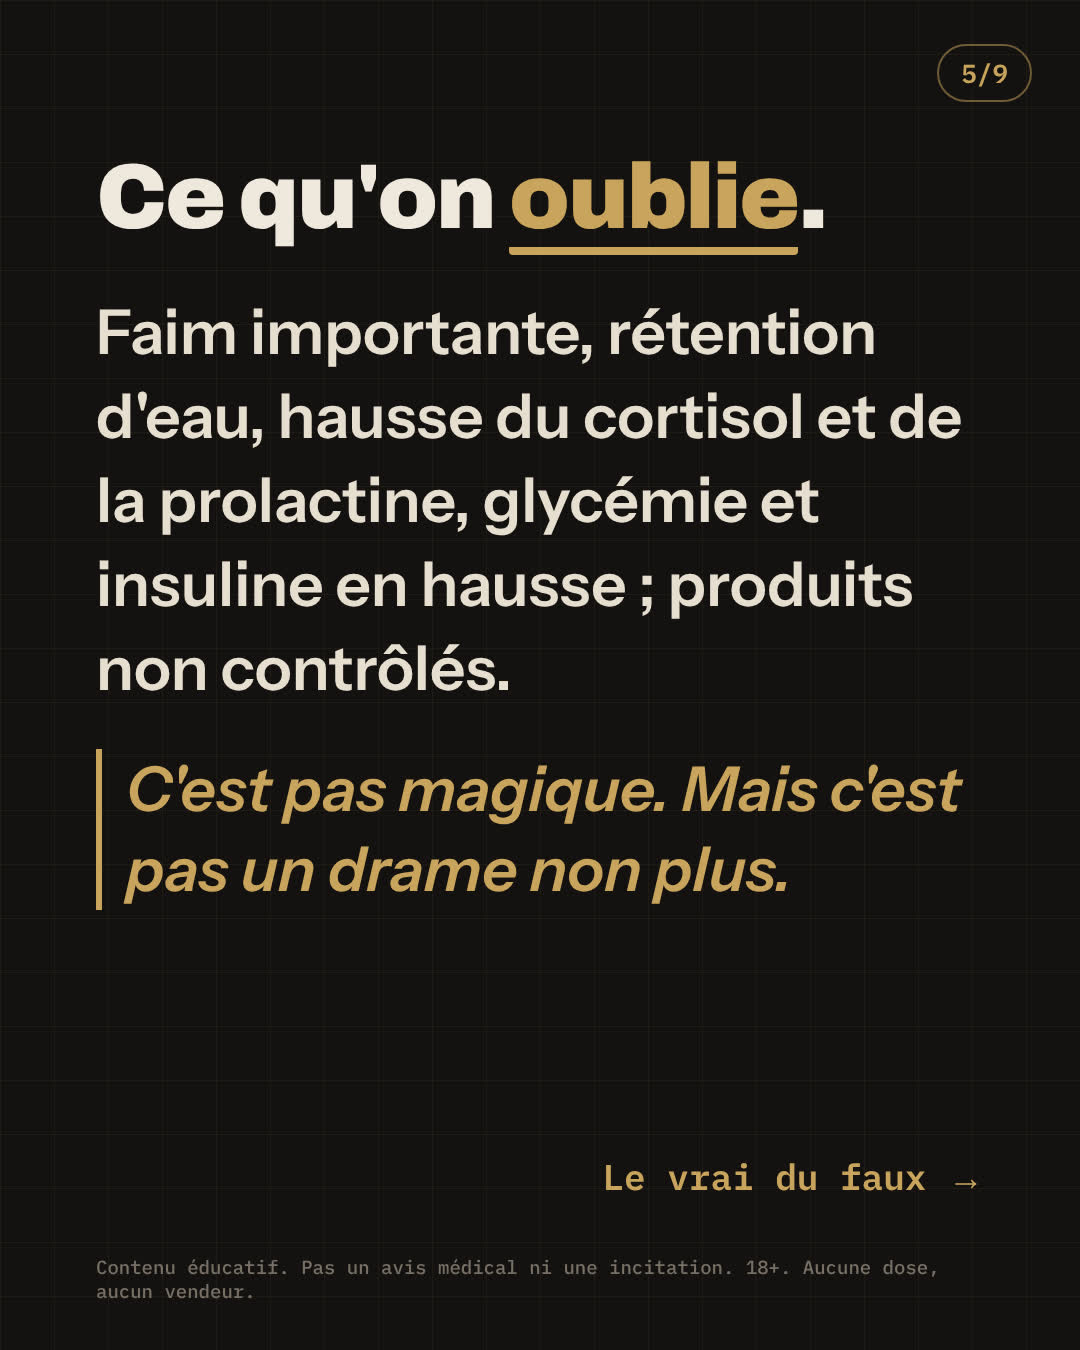 5/9
Ce qu'on oublie.
Faim importante, rétention
d'eau, hausse du cortisol et de
la prolactine, glycémie et
insuline en hausse ; produits
non contrôlés.
C'est pas magique. Mais c'est
pas un drame non plus.
Le vrai du faux →
Contenu éducatif. Pas un avis médical ni une incitation. 18+. Aucune dose,
aucun vendeur.